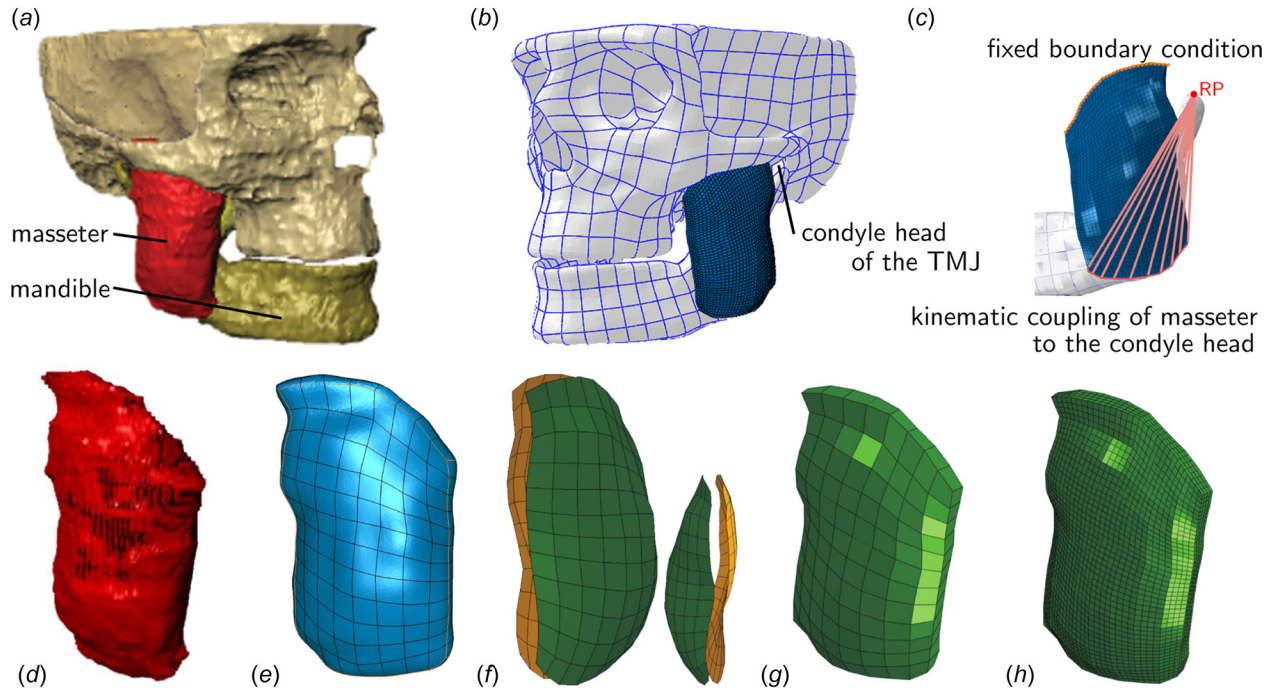 (a)
masseter
mandible
(b)
condyle head
of the TMJ
(c)
fixed boundary condition
RP
kinematic coupling of masseter
to the condyle head
(d)
(e)
(f)
(g)
(h)